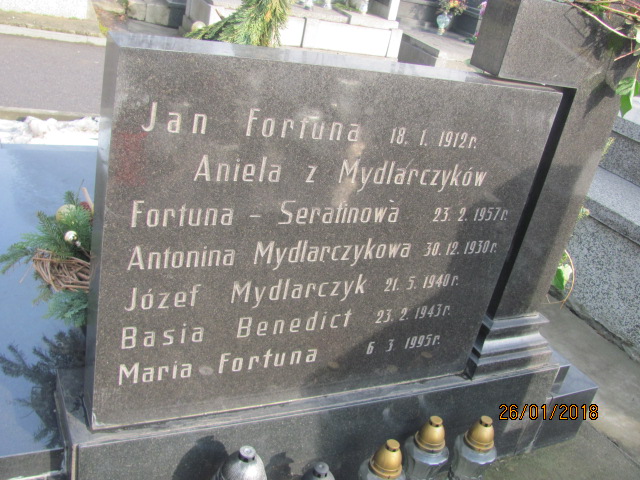 Jan Fortuna 18. 1. 1912r.
Aniela z Mydlarczyków
Fortuna - Serafinowa 23. 2. 1957r.
Antonina Mydlarczykowa 30. 12. 1930r.
Józef Mydlarczyk 21. 5. 1940r.
Basia Benedict 23. 2. 1943r.
Maria Fortuna 6 3. 1995r.
26/01/2018